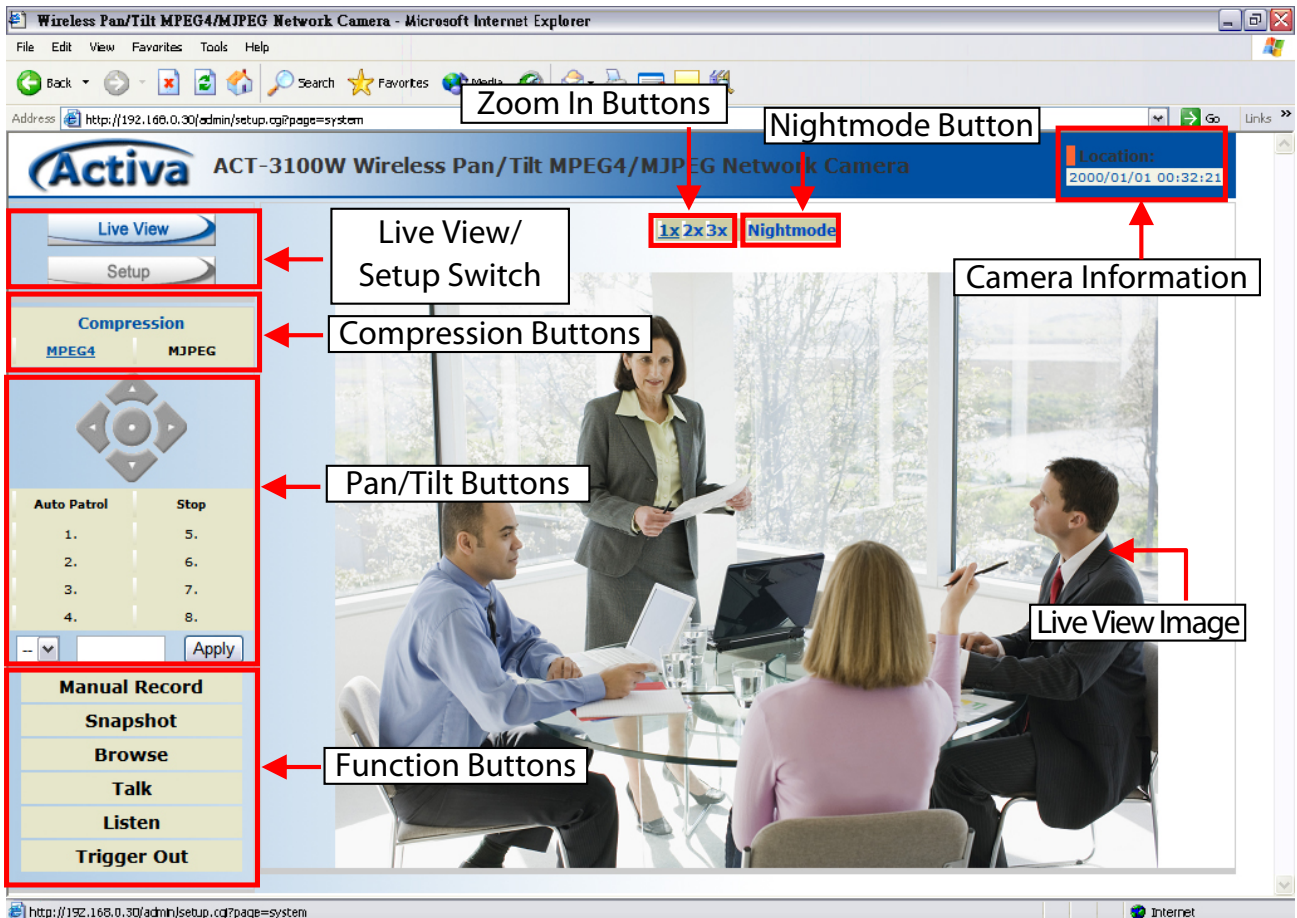 Wireless Pan/Tilt MPEG4/MJPEG Network Camera - Microsoft Internet Explorer
File Edit View Favorites Tools Help
Back Search Favorites Media
Zoom In Buttons
Nightmode Button
Address http://192.168.0.30/admin/setup.cgi?page=system Go Links »
Activa ACT-3100W Wireless Pan/Tilt MPEG4/MJPEG Network Camera
Location:
2000/01/01 00:32:21
Live View
Setup
Live View/
Setup Switch
1x 2x 3x Nightmode
Camera Information
Compression
MPEG4 MJPEG
Compression Buttons
Pan/Tilt Buttons
Auto Patrol Stop
1. 5.
2. 6.
3. 7.
4. 8.
-- Apply
Live View Image
Manual Record
Snapshot
Browse
Talk
Listen
Trigger Out
Function Buttons
http://192.168.0.30/admin/setup.cgi?page=system Internet